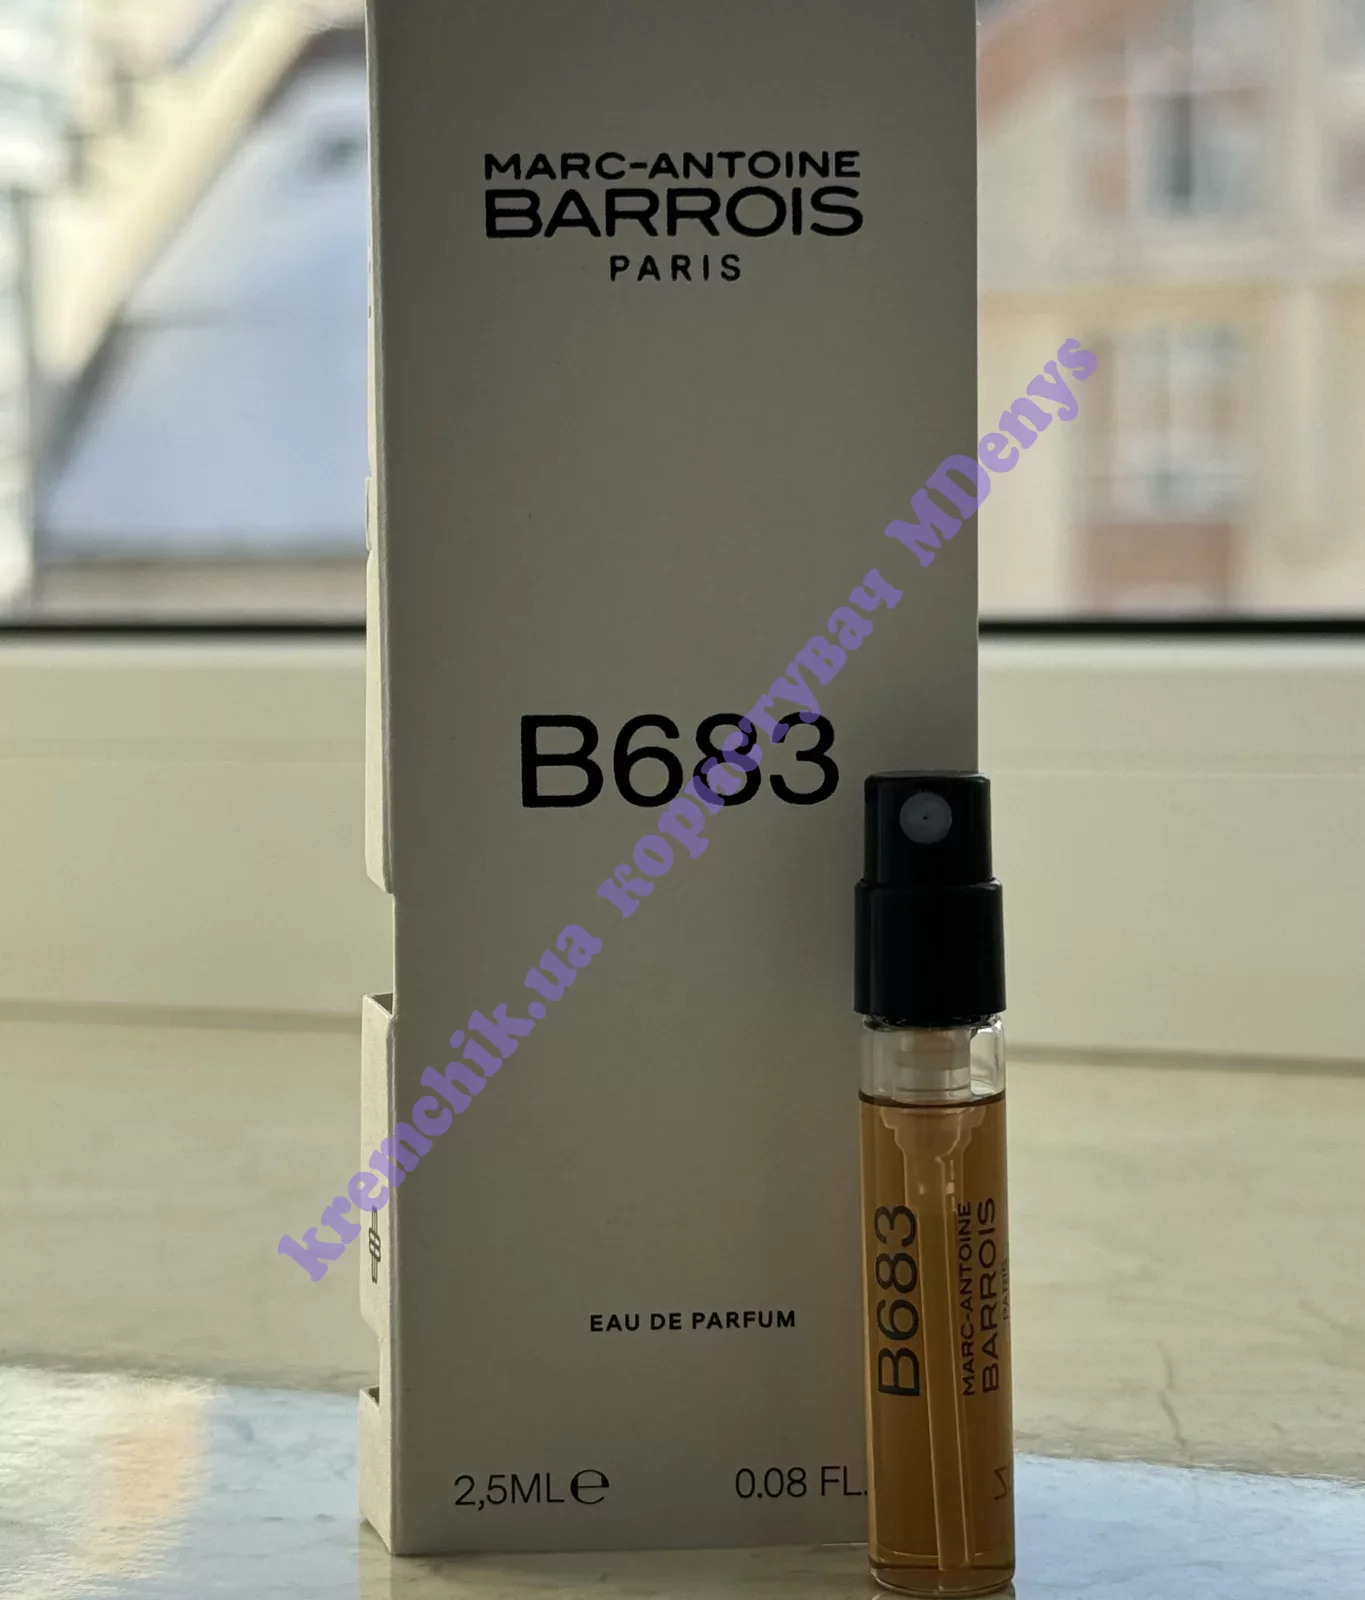 MARC-ANTOINE
BARROIS
PARIS
B683
EAU DE PARFUM
2,5ML℮
0.08 FL.
B683
MARC-ANTOINE
BARROIS
PARIS
kremchik.ua користувач MDenys